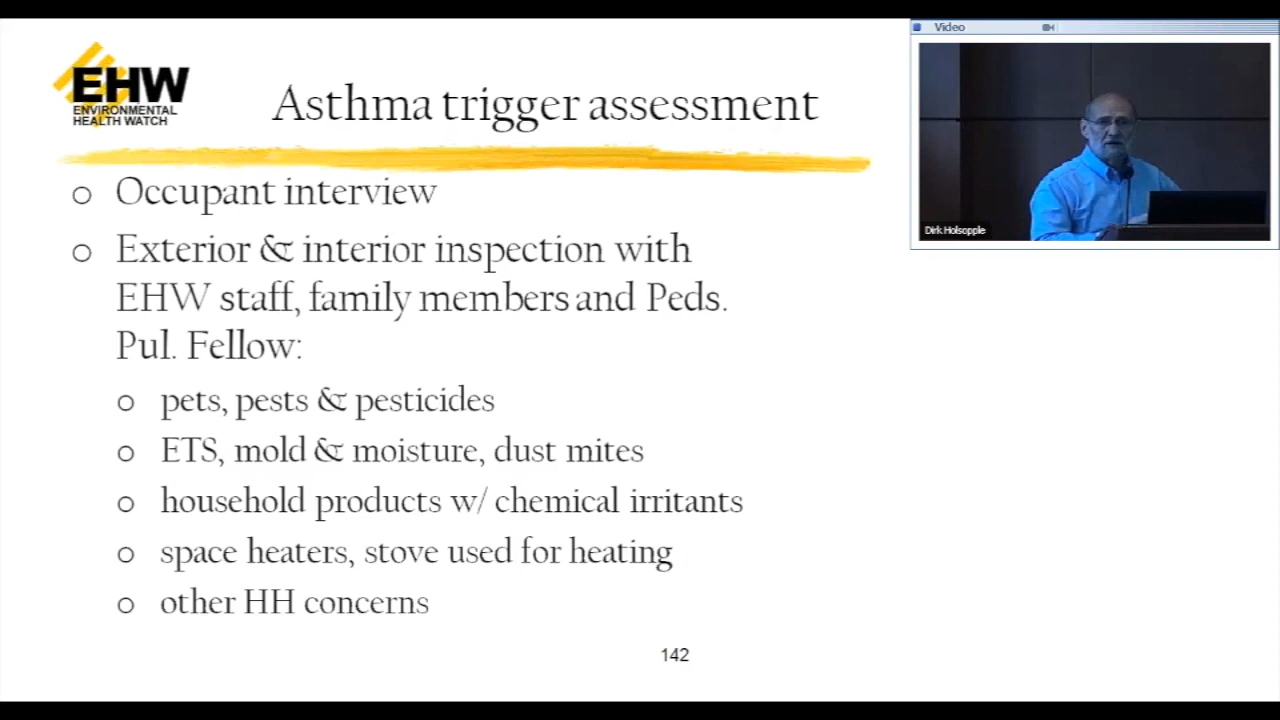 EHW
ENVIRONMENTAL
HEALTH WATCH
Asthma trigger assessment
Video
Dirk Holsopple
o Occupant interview
o Exterior & interior inspection with
EHW staff, family members and Peds.
Pul. Fellow:
o pets, pests & pesticides
o ETS, mold & moisture, dust mites
o household products w/ chemical irritants
o space heaters, stove used for heating
o other HH concerns
142